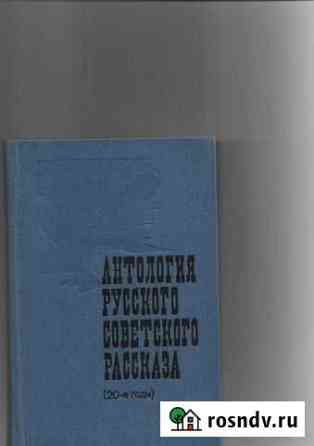 АНТОЛОГИЯ
РУССКОГО
СОВЕТСКОГО
РАССКАЗА
(20-е годы)
rosndv.ru